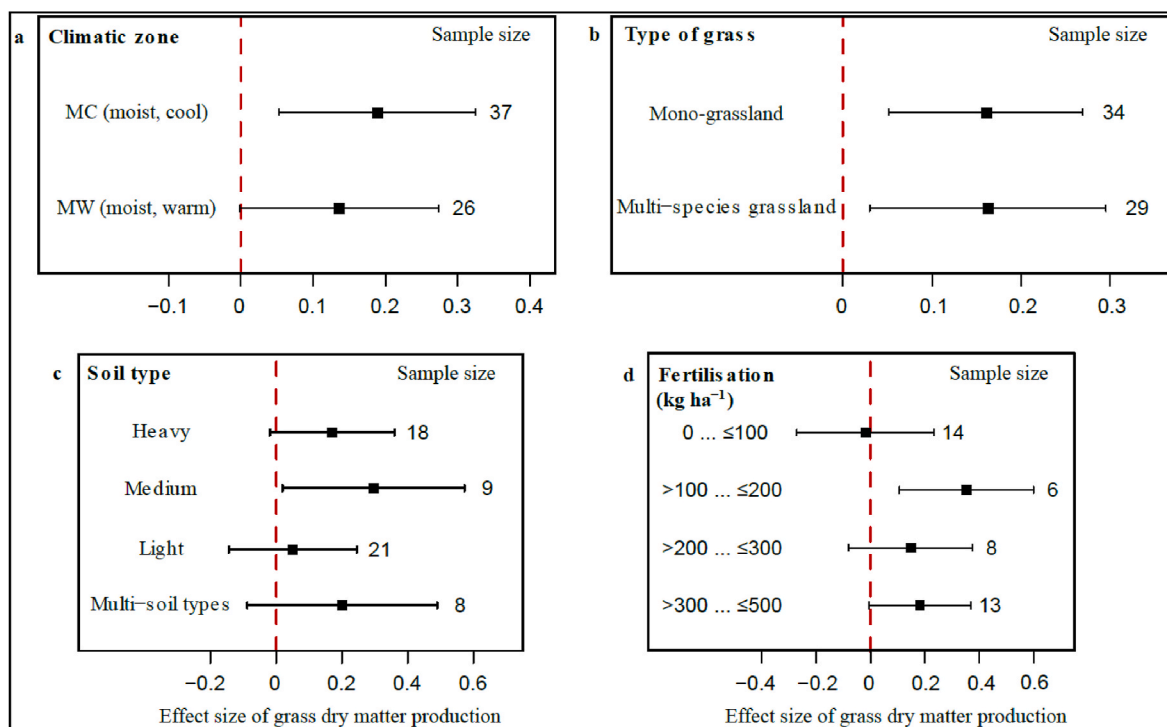 a Climatic zone Sample size
MC (moist, cool) 37
MW (moist, warm) 26
−0.1 0 0.1 0.2 0.3 0.4
b Type of grass Sample size
Mono-grassland 34
Multi−species grassland 29
0 0.1 0.2 0.3
c Soil type Sample size
Heavy 18
Medium 9
Light 21
Multi−soil types 8
−0.2 0 0.2 0.4 0.6
Effect size of grass dry matter production
d Fertilisation Sample size
(kg ha⁻¹)
0 ... ≤100 14
>100 ... ≤200 6
>200 ... ≤300 8
>300 ... ≤500 13
−0.4 −0.2 0 0.2 0.4 0.6
Effect size of grass dry matter production